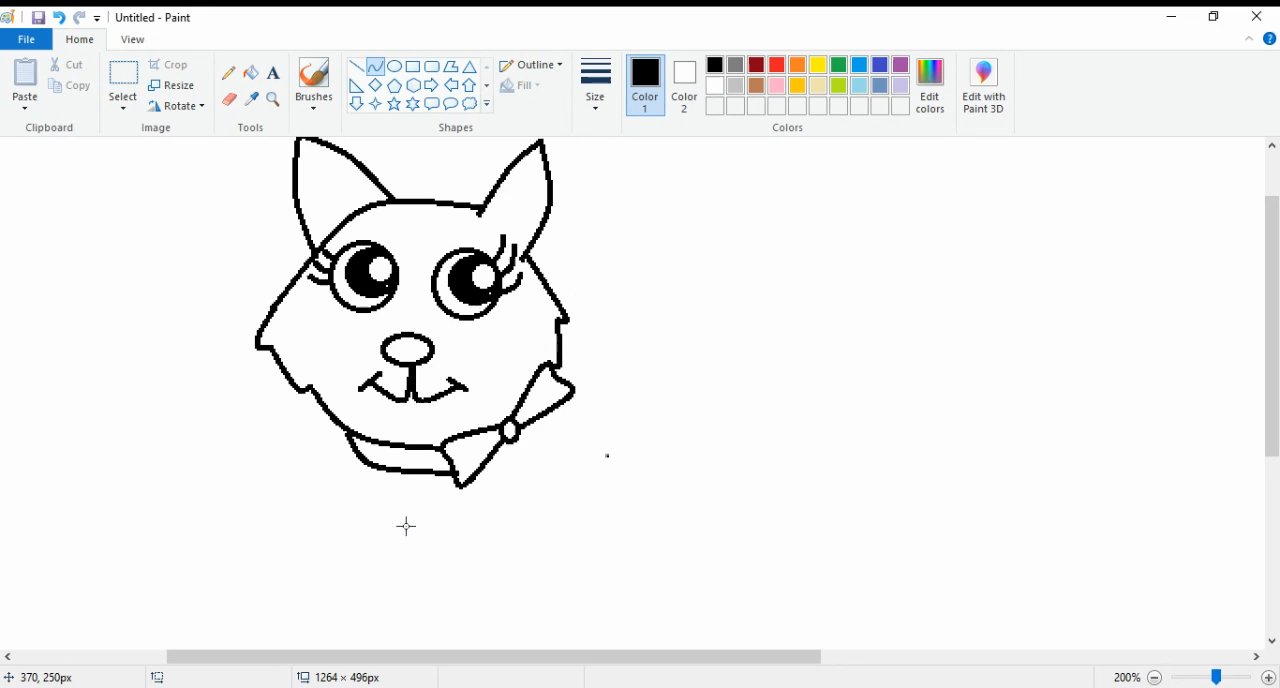 Untitled - Paint
File Home View
Paste
Cut
Copy
Clipboard
Select
Crop
Resize
Rotate
Image
A
Tools
Brushes
Shapes
Outline
Fill
Size
Color 1
Color 2
Edit colors
Colors
Edit with Paint 3D
370, 250px
1264 × 496px
200%